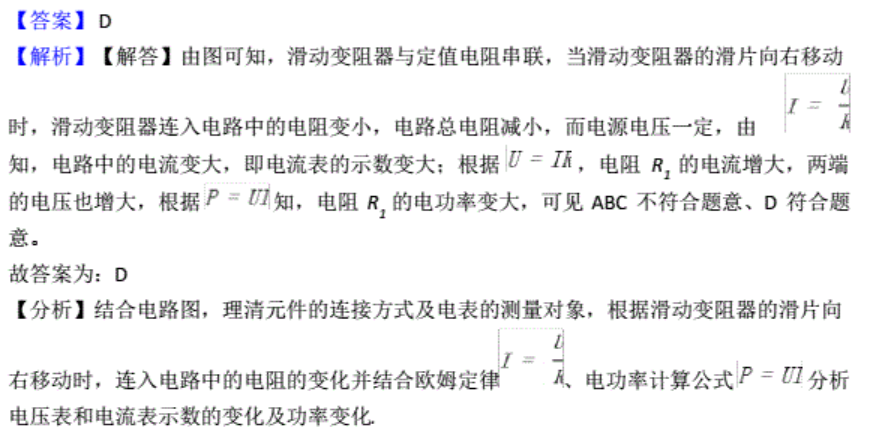 【答案】D
【解析】【解答】由图可知，滑动变阻器与定值电阻串联，当滑动变阻器的滑片向右移动
时，滑动变阻器连入电路中的电阻变小，电路总电阻减小，而电源电压一定，由 I = U/R
知，电路中的电流变大，即电流表的示数变大；根据 U = IR ，电阻 R₁ 的电流增大，两端
的电压也增大，根据 P = UI 知，电阻 R₁ 的电功率变大，可见 ABC 不符合题意、D 符合题
意。
故答案为：D
【分析】结合电路图，理清元件的连接方式及电表的测量对象，根据滑动变阻器的滑片向
右移动时，连入电路中的电阻的变化并结合欧姆定律 I = U/R 、电功率计算公式 P = UI 分析
电压表和电流表示数的变化及功率变化.